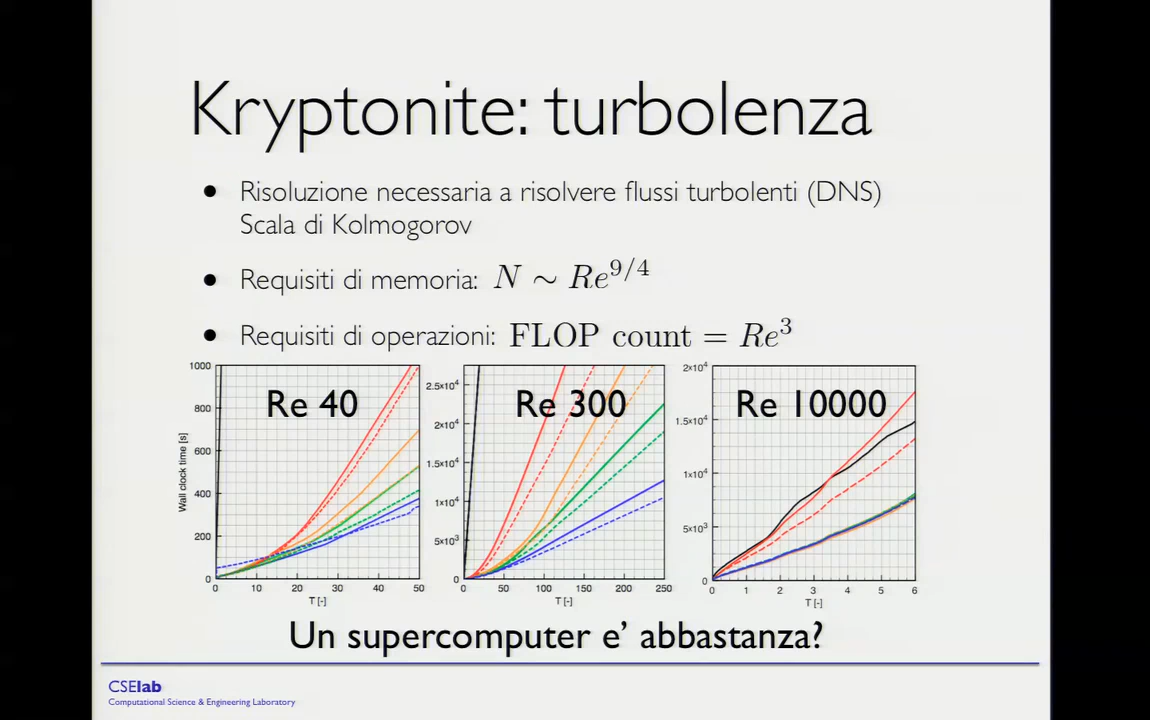 Kryptonite: turbolenza
• Risoluzione necessaria a risolvere flussi turbolenti (DNS)
Scala di Kolmogorov
• Requisiti di memoria: N ∼ Re^{9/4}
• Requisiti di operazioni: FLOP count = Re^3
Re 40
Wall clock time [s]
1000
800
600
400
200
0
0 10 20 30 40 50
T [-]
Re 300
2.5x10^4
2x10^4
1.5x10^4
1x10^4
5x10^3
0
0 50 100 150 200 250
T [-]
Re 10000
2x10^4
1.5x10^4
1x10^4
5x10^3
0
0 1 2 3 4 5 6
T [-]
Un supercomputer e’ abbastanza?
CSElab
Computational Science & Engineering Laboratory